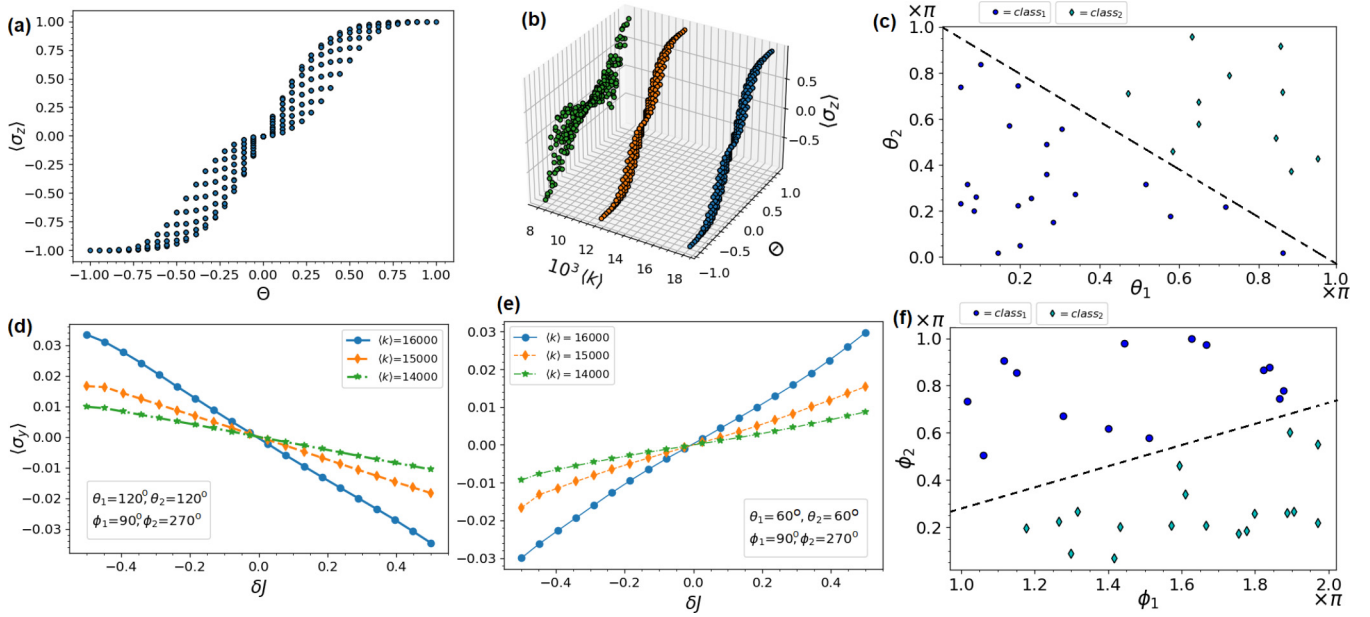 (a)
1.00
0.75
0.50
0.25
0.00
−0.25
−0.50
−0.75
−1.00
⟨σz⟩
−1.00 −0.75 −0.50 −0.25 0.00 0.25 0.50 0.75 1.00
Θ
(b)
0.5
0.0
−0.5
⟨σz⟩
1.0
0.5
0.0
−0.5
−1.0
Θ
8 10 12 14 16 18
10³⟨k⟩
(c)
×π
= class₁ = class₂
1.0
0.8
0.6
0.4
0.2
0.0
θ₂
0.2 0.4 0.6 0.8 1.0
θ₁
×π
(d)
0.03
0.02
0.01
0.00
−0.01
−0.02
−0.03
⟨σy⟩
⟨k⟩=16000
⟨k⟩=15000
⟨k⟩=14000
θ₁=120⁰, θ₂=120⁰
ϕ₁=90⁰, ϕ₂=270⁰
−0.4 −0.2 0.0 0.2 0.4
δJ
(e)
0.03
0.02
0.01
0.00
−0.01
−0.02
−0.03
⟨k⟩ = 16000
⟨k⟩ = 15000
⟨k⟩ = 14000
θ₁=60⁰, θ₂=60⁰
ϕ₁=90⁰, ϕ₂=270⁰
−0.4 −0.2 0.0 0.2 0.4
δJ
(f)
×π
= class₁ = class₂
1.0
0.8
0.6
0.4
0.2
ϕ₂
1.0 1.2 1.4 1.6 1.8 2.0
ϕ₁
×π